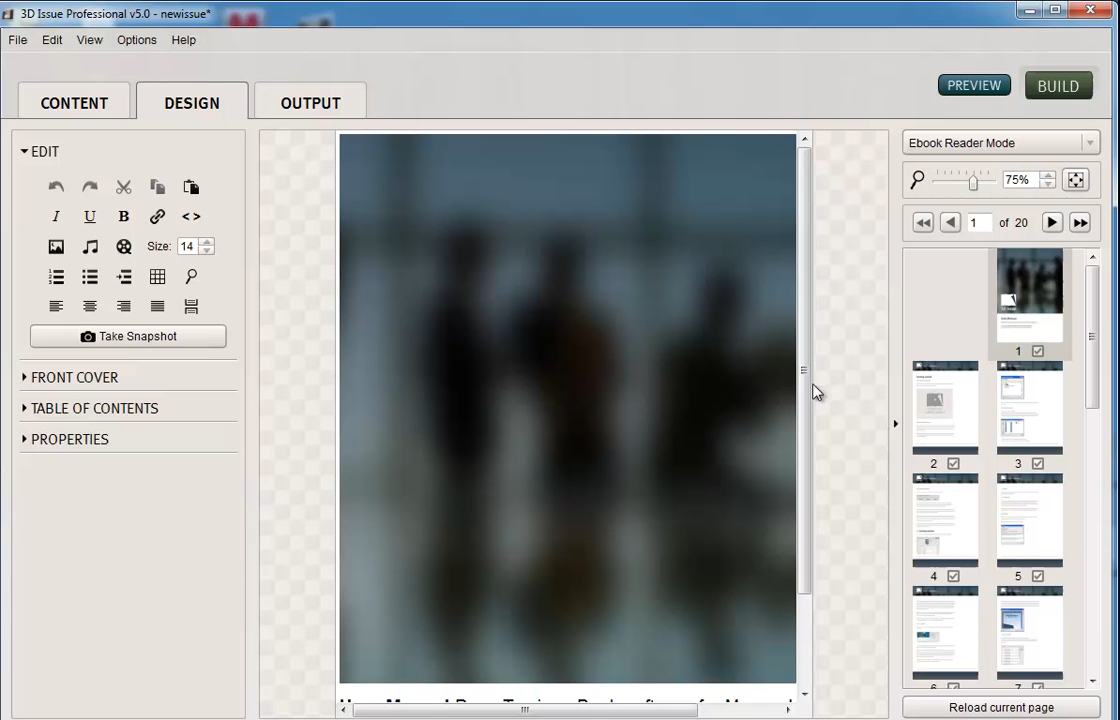 3D Issue Professional v5.0 - newissue*
File Edit View Options Help
CONTENT DESIGN OUTPUT
PREVIEW BUILD
EDIT
I U B < >
Size: 14
Take Snapshot
FRONT COVER
TABLE OF CONTENTS
PROPERTIES
Ebook Reader Mode
75%
1 of 20
1
2 3
4 5
6 7
Reload current page